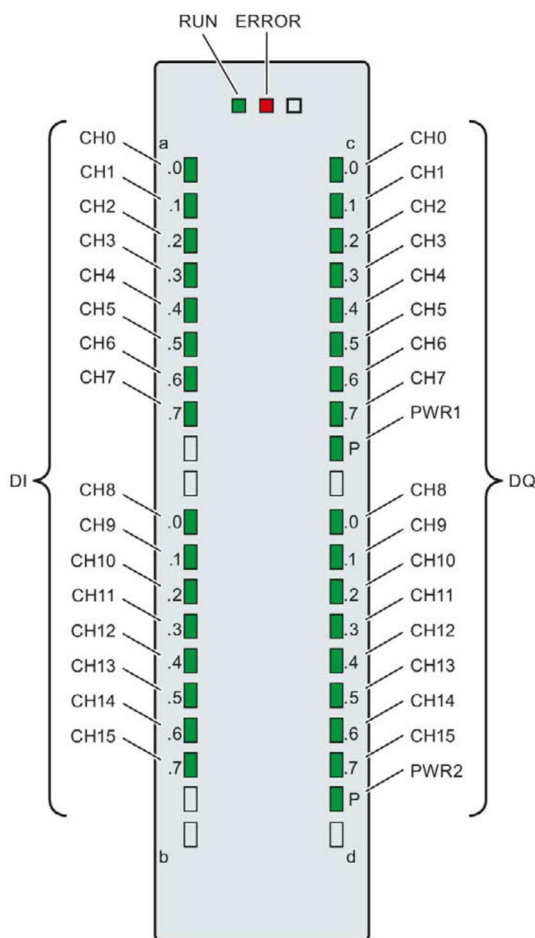 RUN ERROR
a c
CH0 .0 .0 CH0
CH1 .1 .1 CH1
CH2 .2 .2 CH2
CH3 .3 .3 CH3
CH4 .4 .4 CH4
CH5 .5 .5 CH5
CH6 .6 .6 CH6
CH7 .7 .7 CH7
P PWR1
DI DQ
CH8 .0 .0 CH8
CH9 .1 .1 CH9
CH10 .2 .2 CH10
CH11 .3 .3 CH11
CH12 .4 .4 CH12
CH13 .5 .5 CH13
CH14 .6 .6 CH14
CH15 .7 .7 CH15
P PWR2
b d